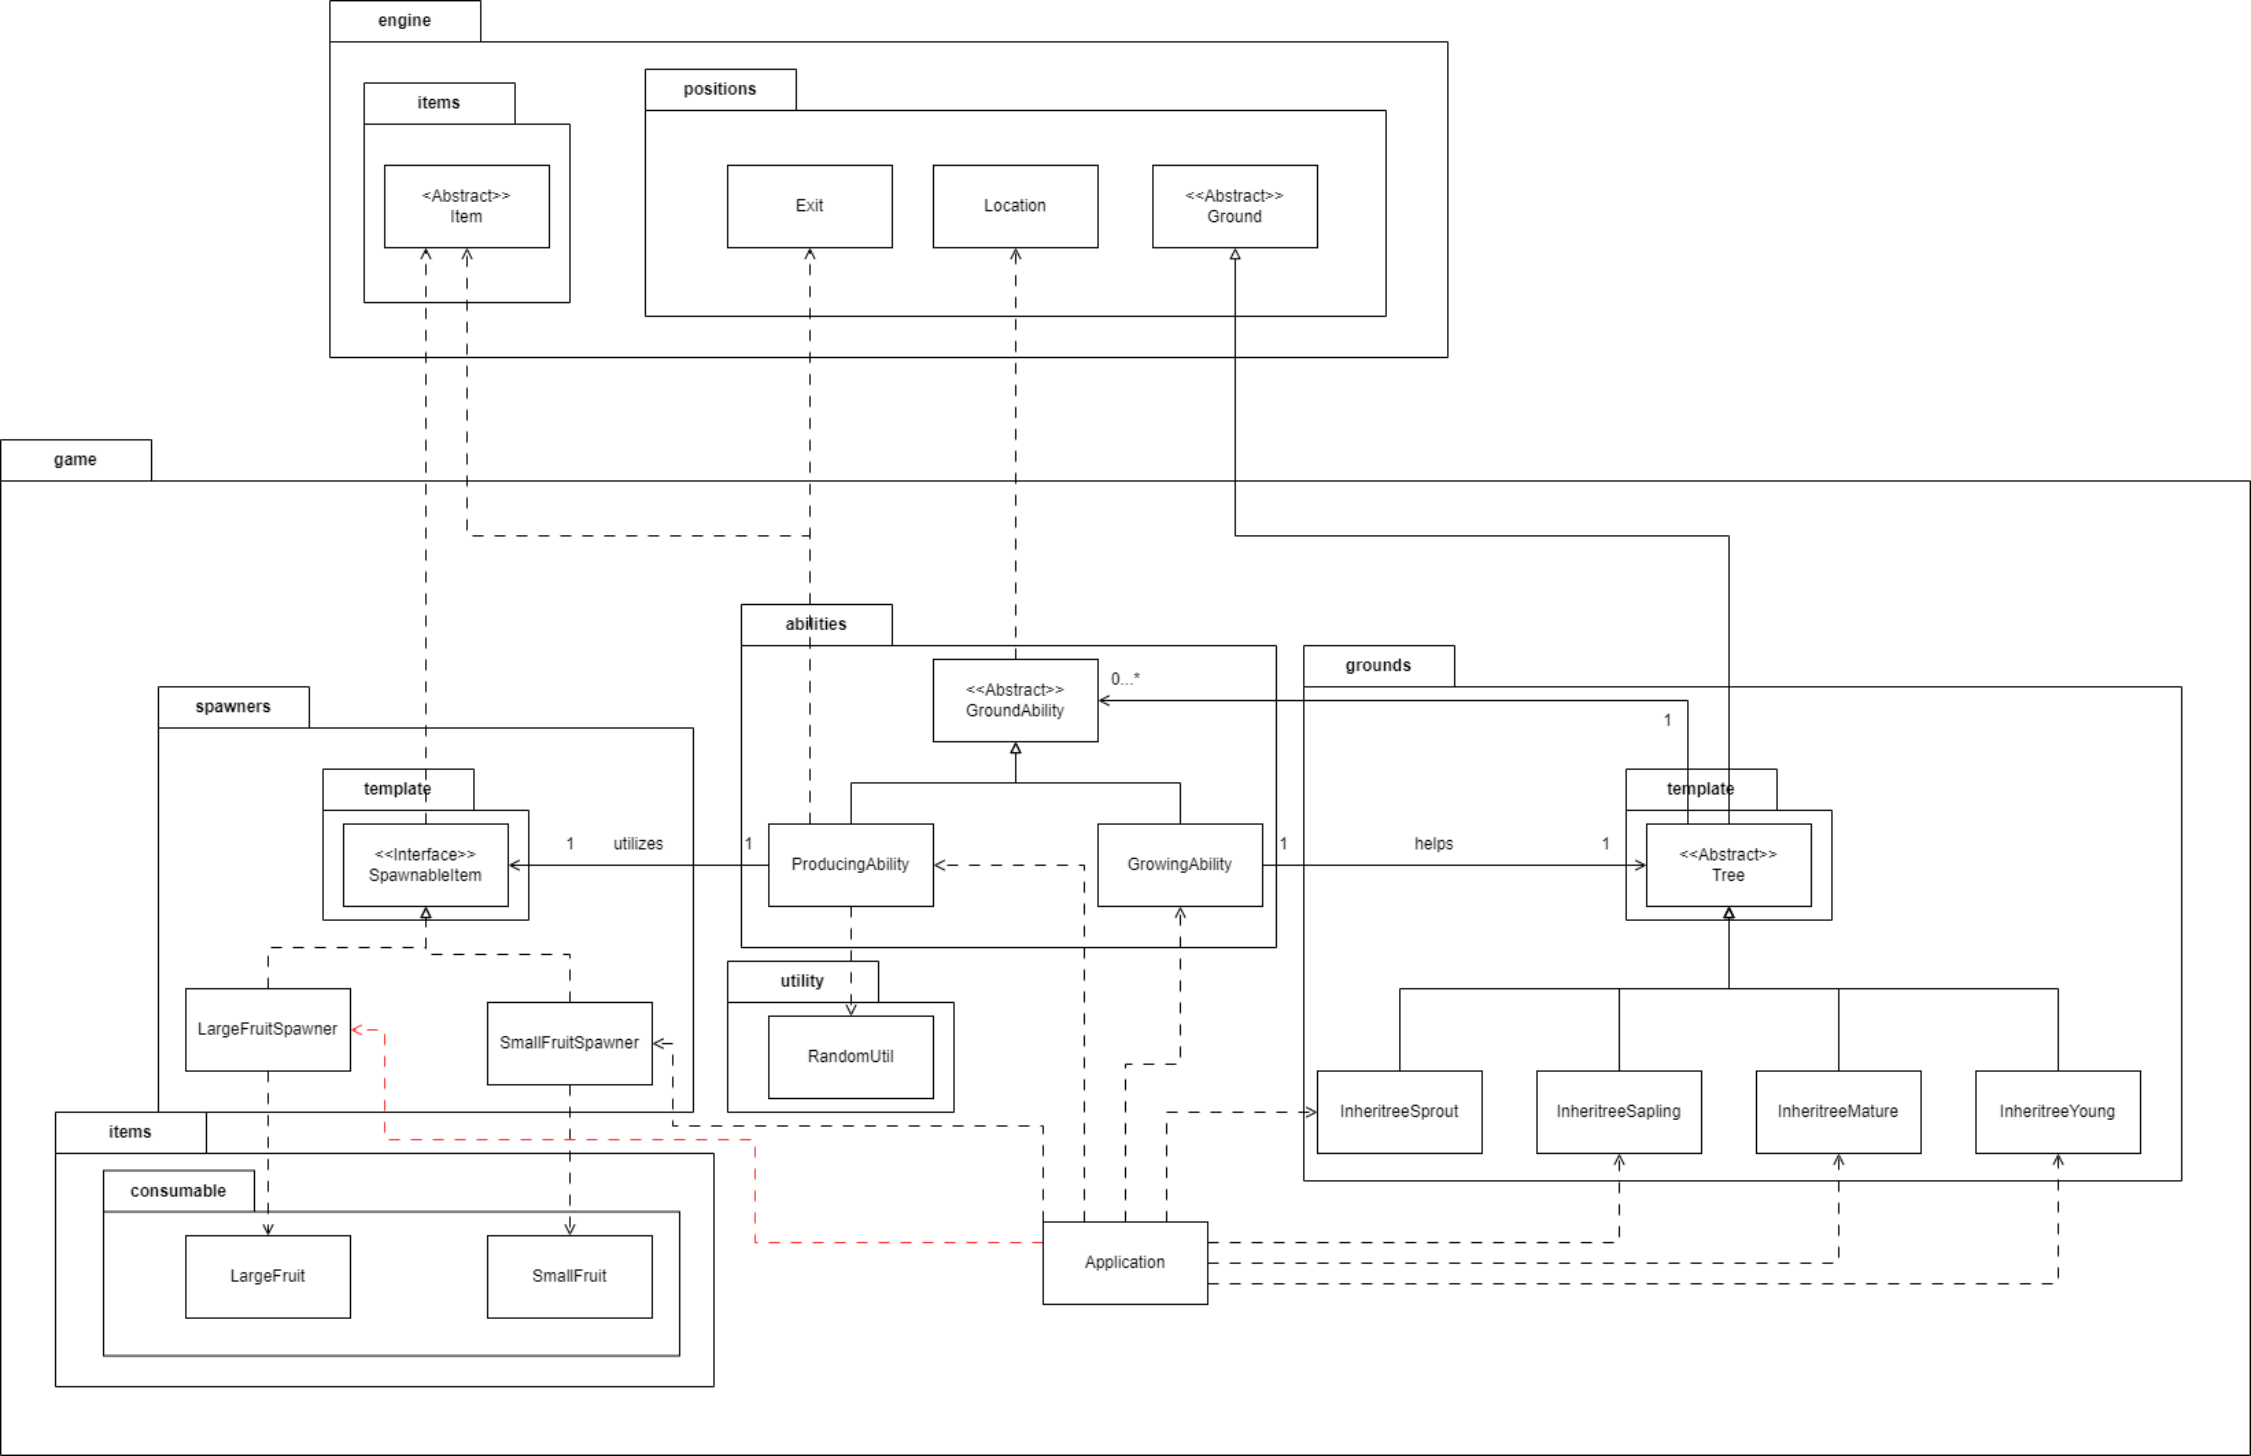 engine
items
positions
<Abstract>>
Item
Exit
Location
<<Abstract>>
Ground
game
abilities
grounds
spawners
<<Abstract>>
GroundAbility
0...*
1
template
template
<<Interface>>
SpawnableItem
1
utilizes
1
ProducingAbility
GrowingAbility
1
helps
1
<<Abstract>>
Tree
utility
LargeFruitSpawner
SmallFruitSpawner
RandomUtil
InheritreeSprout
InheritreeSapling
InheritreeMature
InheritreeYoung
items
consumable
LargeFruit
SmallFruit
Application